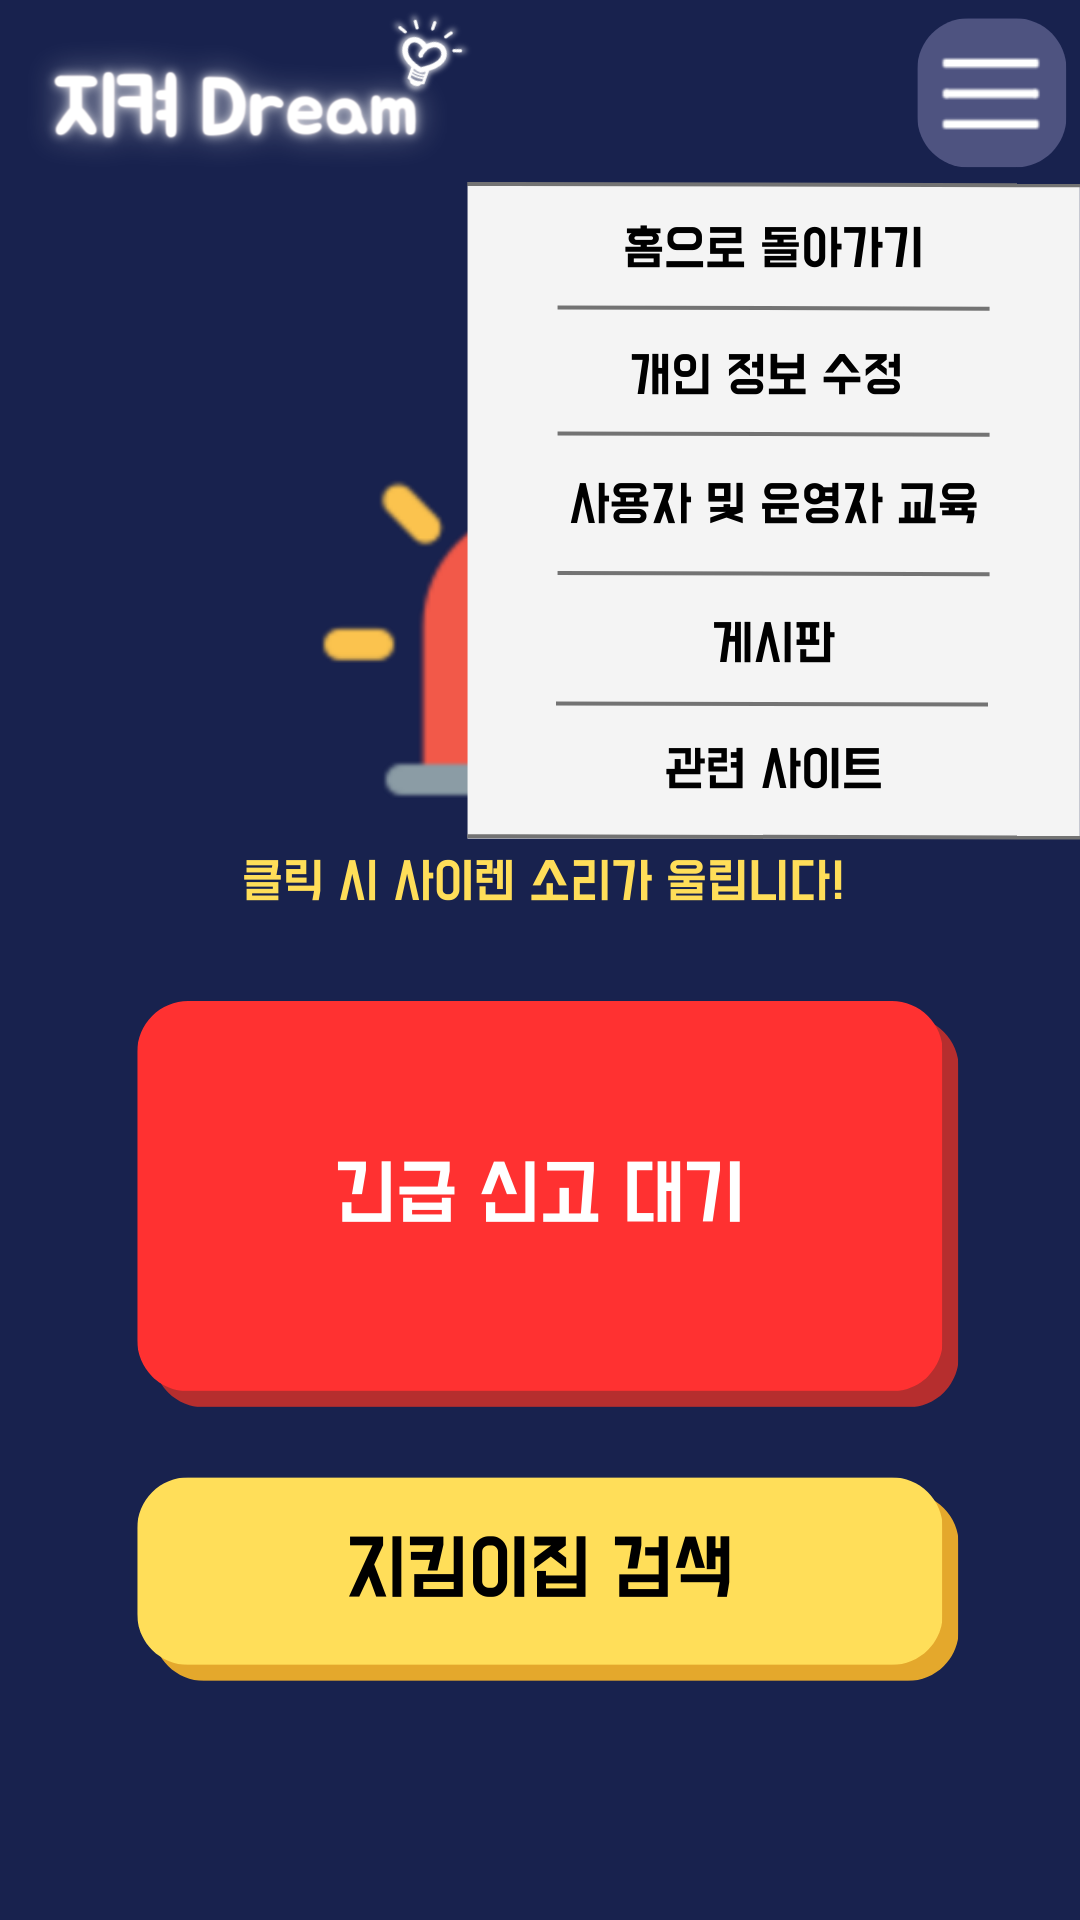 지켜 Dream
홈으로 돌아가기
개인 정보 수정
사용자 및 운영자 교육
게시판
관련 사이트
클릭 시 사이렌 소리가 울립니다!
긴급 신고 대기
지킴이집 검색